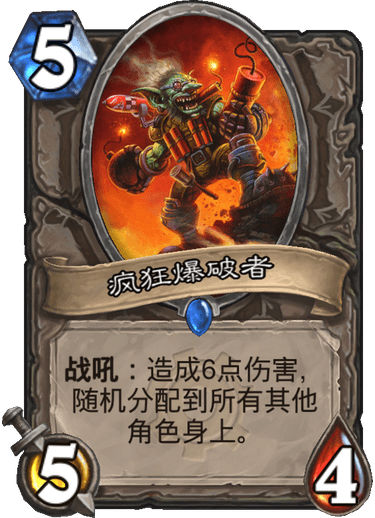 5
疯狂爆破者
战吼：造成6点伤害，
随机分配到所有其他
角色身上。
5
4